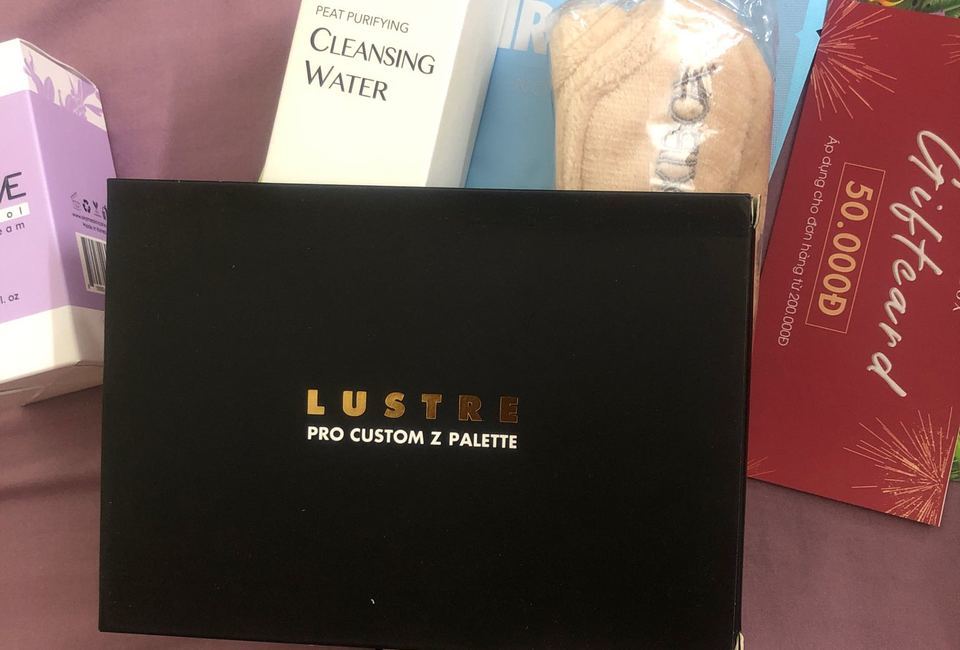 PEAT PURIFYING
CLEANSING
WATER
LUSTRE
PRO CUSTOM Z PALETTE
Giftcard
50.000Đ
Áp dụng cho đơn hàng từ 200.000Đ
l. oz